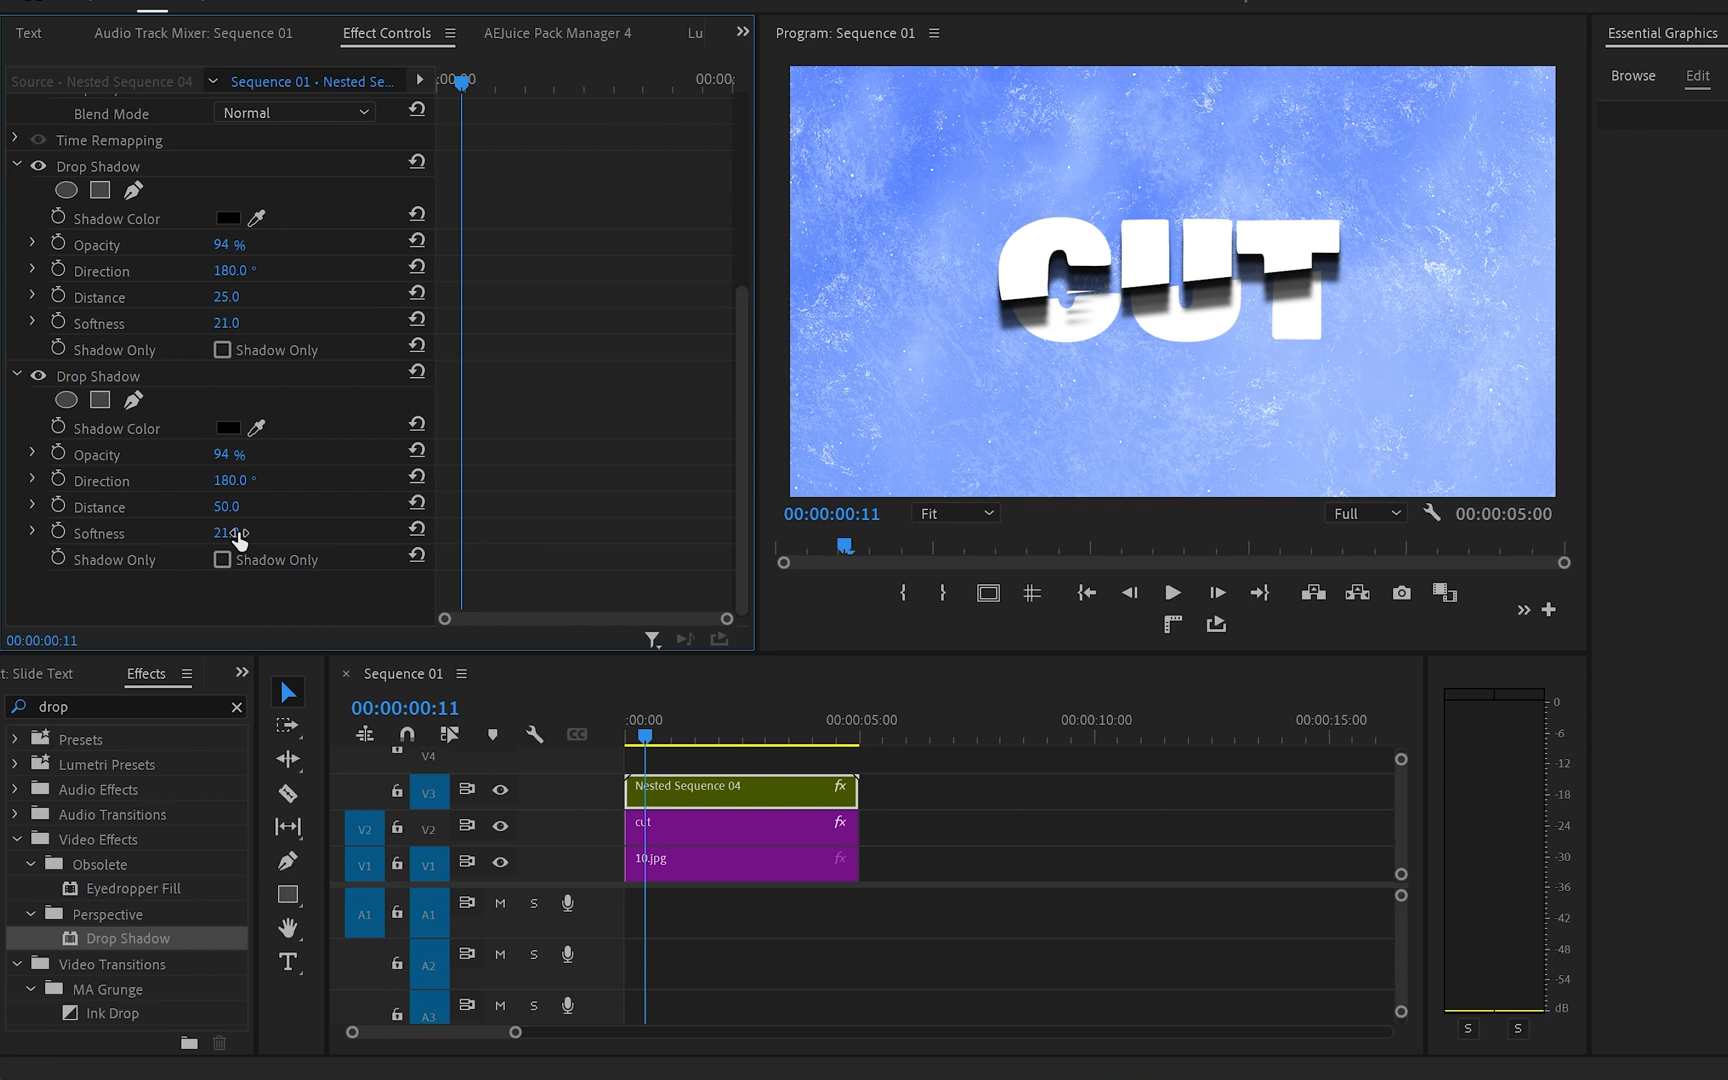 Text
Audio Track Mixer: Sequence 01
Effect Controls
AEJuice Pack Manager 4
Lu
Source · Nested Sequence 04
Sequence 01 · Nested Se...
:00:00
00:00:
Blend Mode
Normal
Time Remapping
Drop Shadow
Shadow Color
Opacity
94 %
Direction
180.0 °
Distance
25.0
Softness
21.0
Shadow Only
Shadow Only
Drop Shadow
Shadow Color
Opacity
94 %
Direction
180.0 °
Distance
50.0
Softness
Shadow Only
Shadow Only
00:00:00:11
Program: Sequence 01
CUT
00:00:00:11
Fit
Full
00:00:05:00
Essential Graphics
Browse
Edit
t: Slide Text
Effects
drop
Presets
Lumetri Presets
Audio Effects
Audio Transitions
Video Effects
Obsolete
Eyedropper Fill
Perspective
Drop Shadow
Video Transitions
MA Grunge
Ink Drop
T
Sequence 01
00:00:00:11
CC
:00:00
00:00:05:00
00:00:10:00
00:00:15:00
V4
V3
Nested Sequence 04
fx
V2
V2
cut
fx
V1
V1
10.jpg
fx
A1
A1
M
S
A2
M
S
A3
M
S
0
-6
-12
-18
-24
-30
-36
-42
-48
-54
dB
S
S